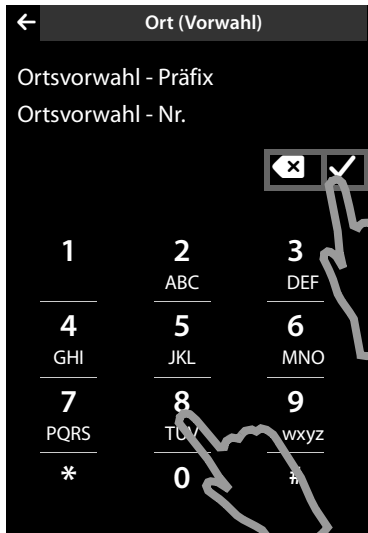 Ort (Vorwahl)
Ortsvorwahl - Präfix
Ortsvorwahl - Nr.
1 2 3
ABC DEF
4 5 6
GHI JKL MNO
7 8 9
PQRS TUV wxyz
* 0 #